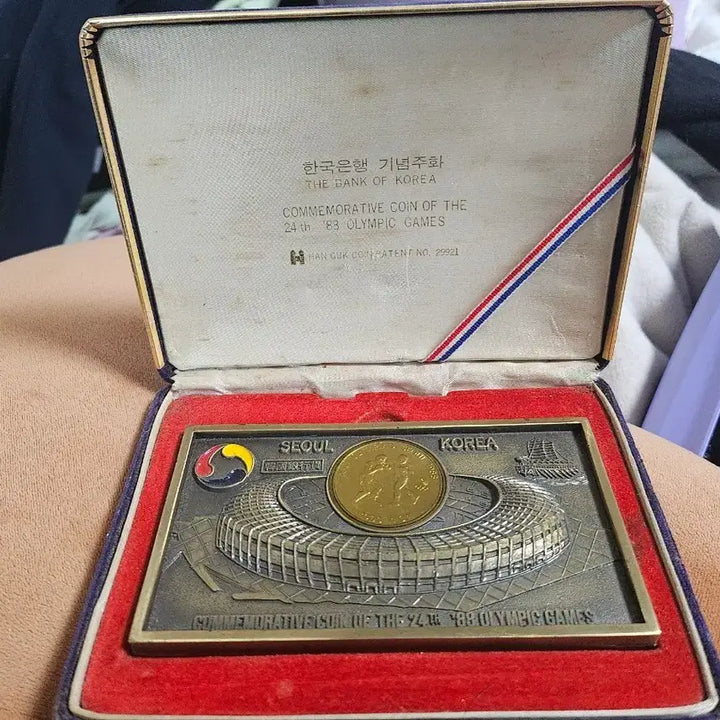 한국은행 기념주화
THE BANK OF KOREA
COMMEMORATIVE COIN OF THE
24th '88 OLYMPIC GAMES
HAN GUK COIN PATENT NO. 29921
SEOUL KOREA
COMMEMORATIVE COIN OF THE 24TH '88 OLYMPIC GAMES